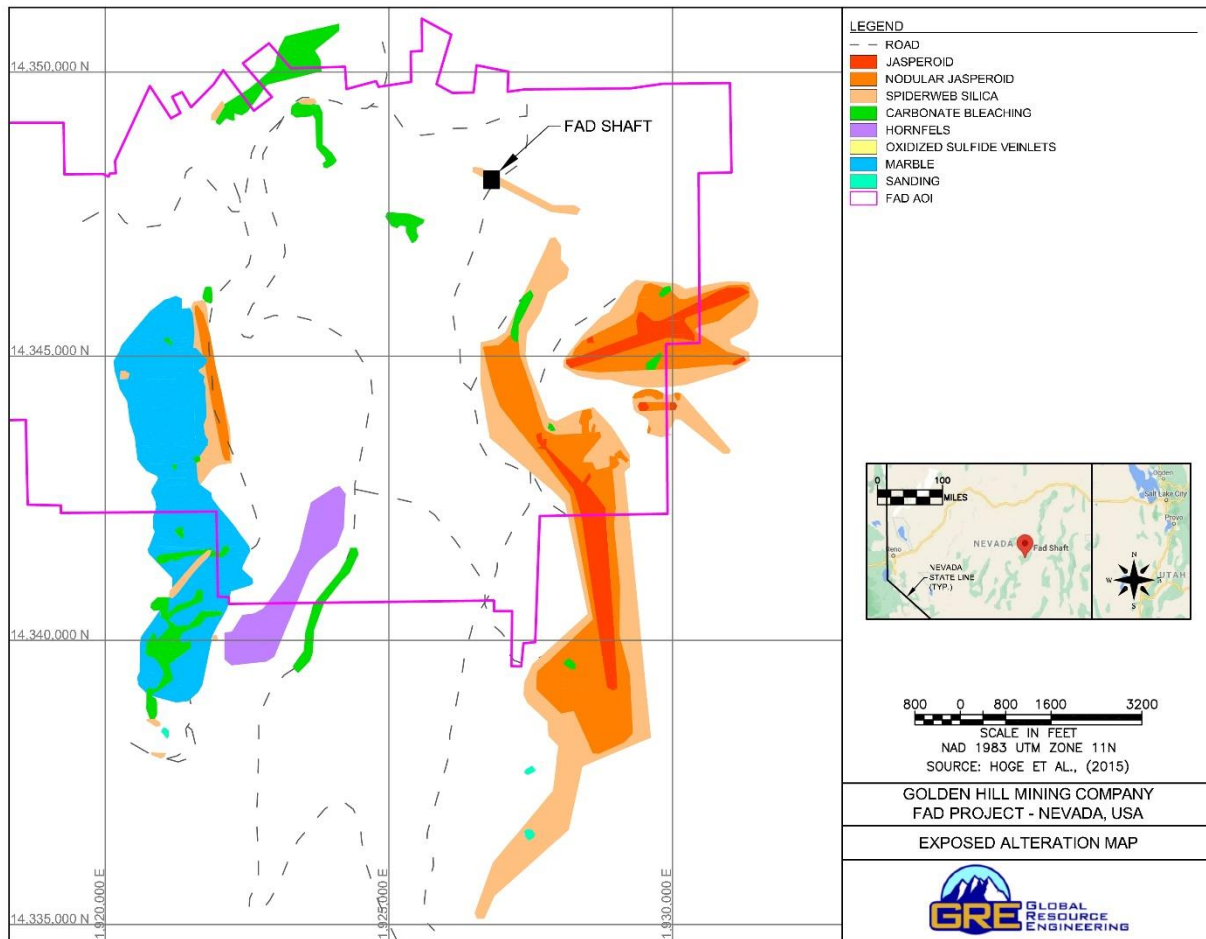 LEGEND
ROAD
JASPEROID
NODULAR JASPEROID
SPIDERWEB SILICA
CARBONATE BLEACHING
HORNFELS
OXIDIZED SULFIDE VEINLETS
MARBLE
SANDING
FAD AOI
14.350.000 N
FAD SHAFT
14.345.000 N
14.340.000 N
14.335.000 N
1.920.000 E
1.925.000 E
1.930.000 E
0 100
MILES
Ogden
Salt Lake City
Provo
Reno
NEVADA
Fad Shaft
NEVADA
STATE LINE
(TYP.)
UTAH
N
W
E
S
800 0 800 1600 3200
SCALE IN FEET
NAD 1983 UTM ZONE 11N
SOURCE: HOGE ET AL., (2015)
GOLDEN HILL MINING COMPANY
FAD PROJECT - NEVADA, USA
EXPOSED ALTERATION MAP
GRE GLOBAL
RESOURCE
ENGINEERING